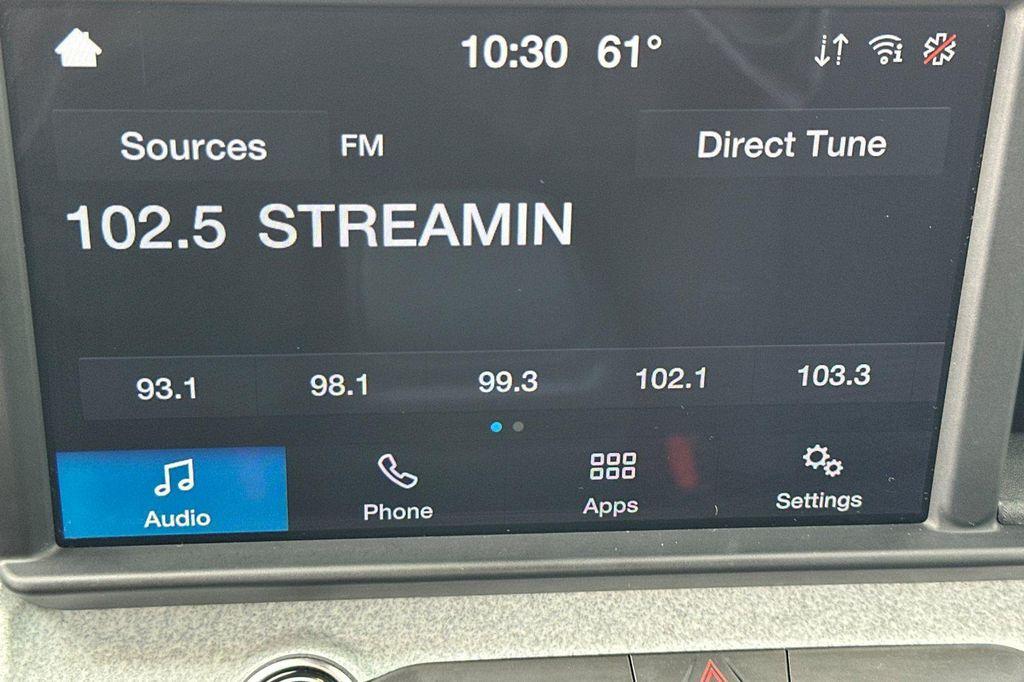 10:30 61°
Sources FM Direct Tune
102.5 STREAMIN
93.1 98.1 99.3 102.1 103.3
Audio Phone Apps Settings